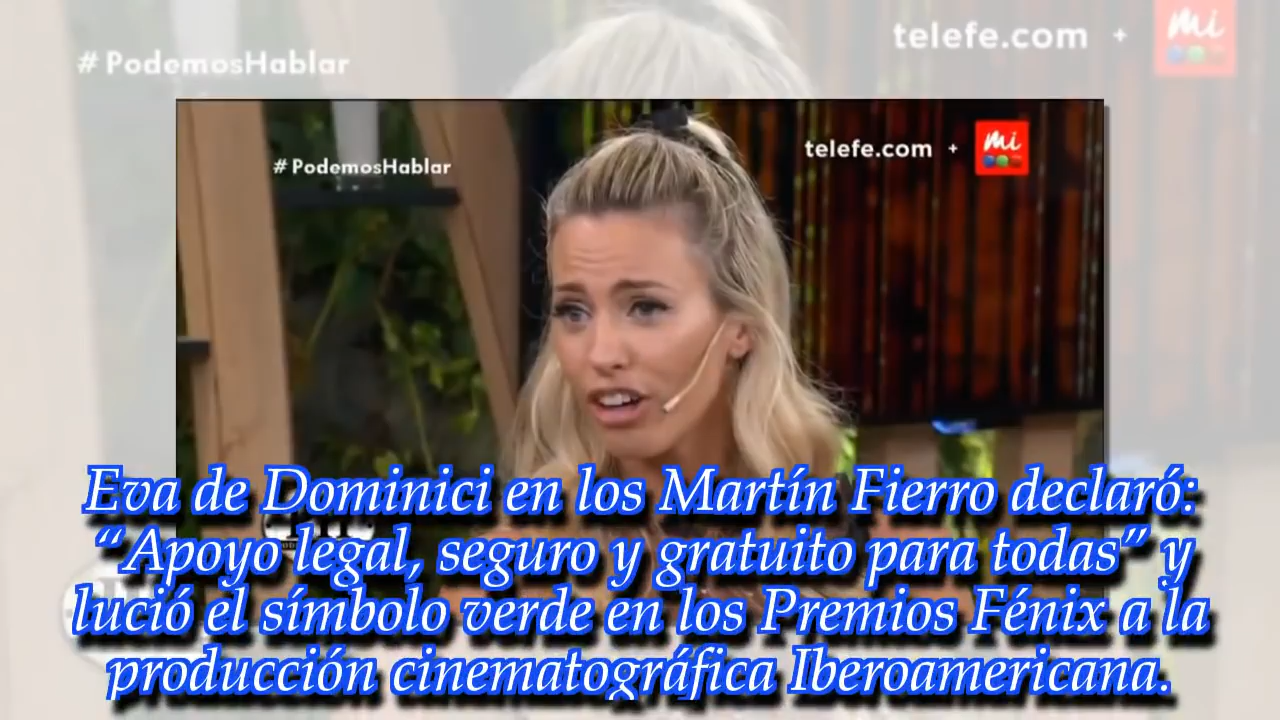 #PodemosHablar
telefe.com + mi
#PodemosHablar
telefe.com + mi
Eva de Dominici en los Martín Fierro declaró:
“Apoyo legal, seguro y gratuito para todas” y
lució el símbolo verde en los Premios Fénix a la
producción cinematográfica Iberoamericana.